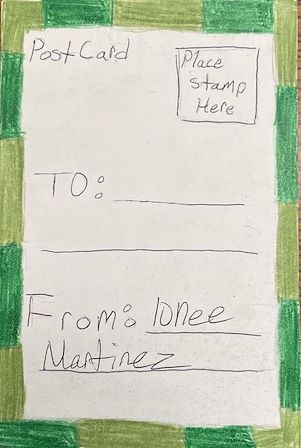 Post Card
Place
stamp
Here
TO:
From: Ionee
Martinez